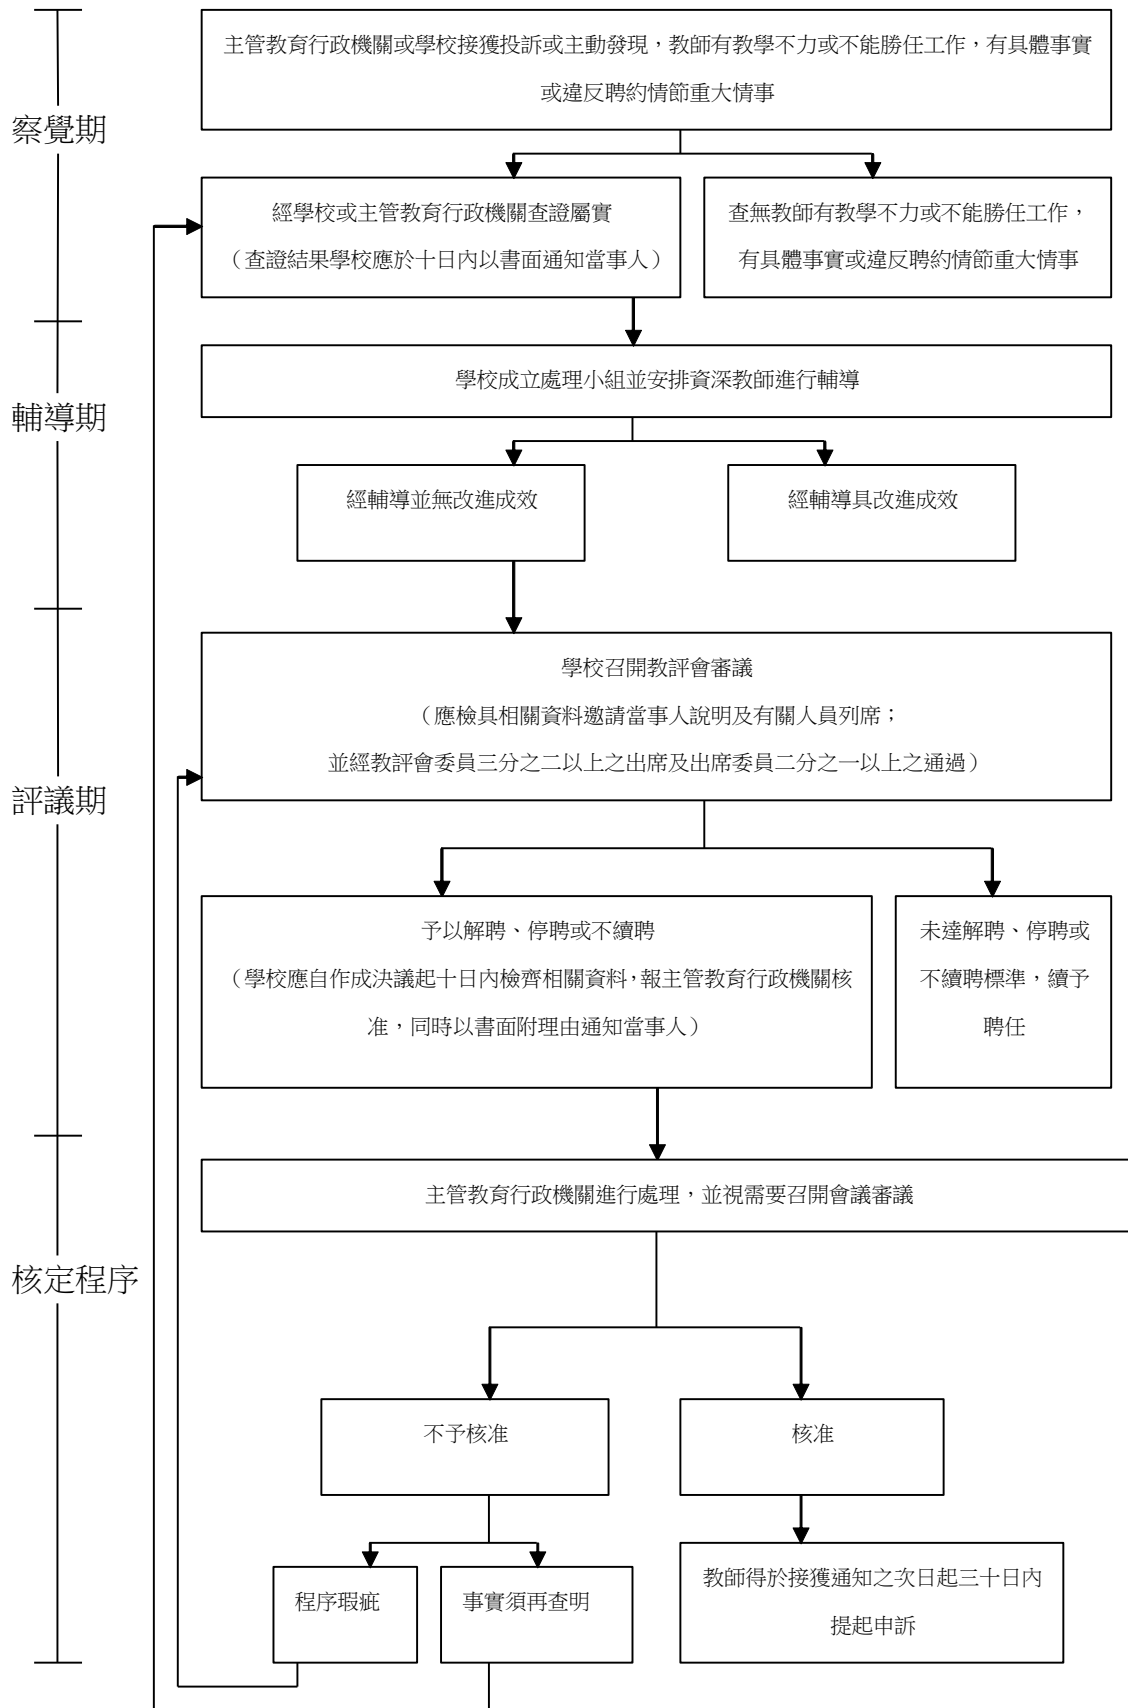 主管教育行政機關或學校接獲投訴或主動發現，教師有教學不力或不能勝任工作，有具體事實
或違反聘約情節重大情事
察覺期
經學校或主管教育行政機關查證屬實
（查證結果學校應於十日內以書面通知當事人）
查無教師有教學不力或不能勝任工作，
有具體事實或違反聘約情節重大情事
學校成立處理小組並安排資深教師進行輔導
輔導期
經輔導並無改進成效
經輔導具改進成效
學校召開教評會審議
（應檢具相關資料邀請當事人說明及有關人員列席；
並經教評會委員三分之二以上之出席及出席委員二分之一以上之通過）
評議期
予以解聘、停聘或不續聘
（學校應自作成決議起十日內檢齊相關資料，報主管教育行政機關核
准，同時以書面附理由通知當事人）
未達解聘、停聘或
不續聘標準，續予
聘任
主管教育行政機關進行處理，並視需要召開會議審議
核定程序
不予核准
核准
程序瑕疵
事實須再查明
教師得於接獲通知之次日起三十日內
提起申訴